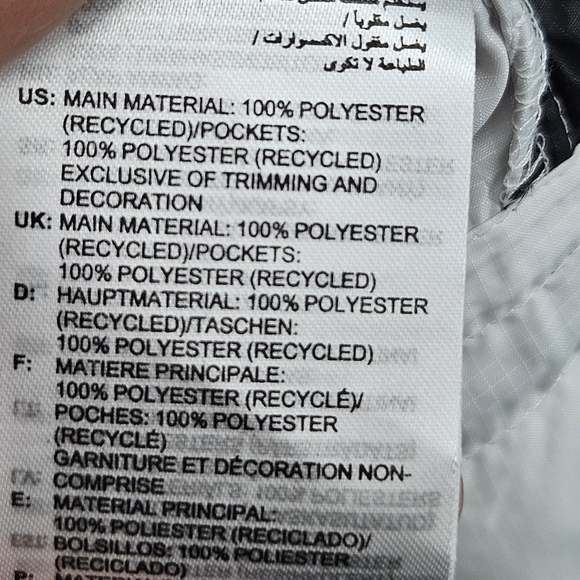 يغسل مقلوباً /
يغسل مقفول الاكسسوارات /
الطباعة لا تكوى
US: MAIN MATERIAL: 100% POLYESTER
(RECYCLED)/POCKETS:
100% POLYESTER (RECYCLED)
EXCLUSIVE OF TRIMMING AND
DECORATION
UK: MAIN MATERIAL: 100% POLYESTER
(RECYCLED)/POCKETS:
100% POLYESTER (RECYCLED)
D: HAUPTMATERIAL: 100% POLYESTER
(RECYCLED)/TASCHEN:
100% POLYESTER (RECYCLED)
F: MATIERE PRINCIPALE:
100% POLYESTER (RECYCLÉ)/
POCHES: 100% POLYESTER
(RECYCLÉ)
GARNITURE ET DÉCORATION NON-
COMPRISE
E: MATERIAL PRINCIPAL:
100% POLIESTER (RECICLADO)/
BOLSILLOS: 100% POLIESTER
(RECICLADO)